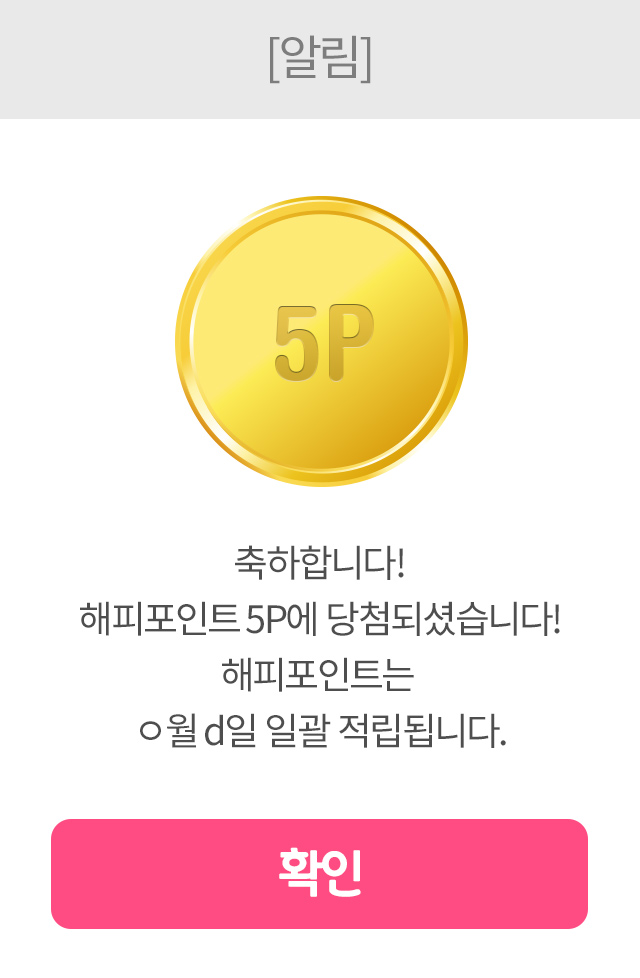 [알림]
5P
축하합니다!
해피포인트 5P에 당첨되셨습니다!
해피포인트는
ㅇ월 d일 일괄 적립됩니다.
확인